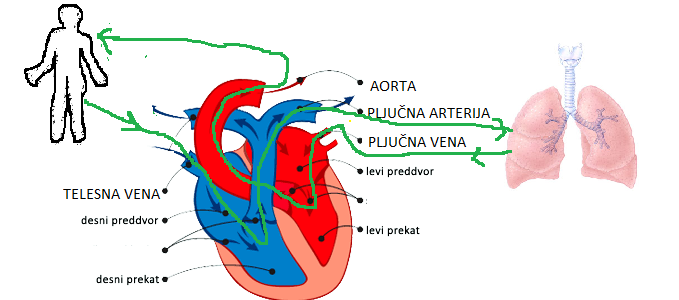 AORTA
PLJUČNA ARTERIJA
PLJUČNA VENA
levi preddvor
TELESNA VENA
desni preddvor
levi prekat
desni prekat